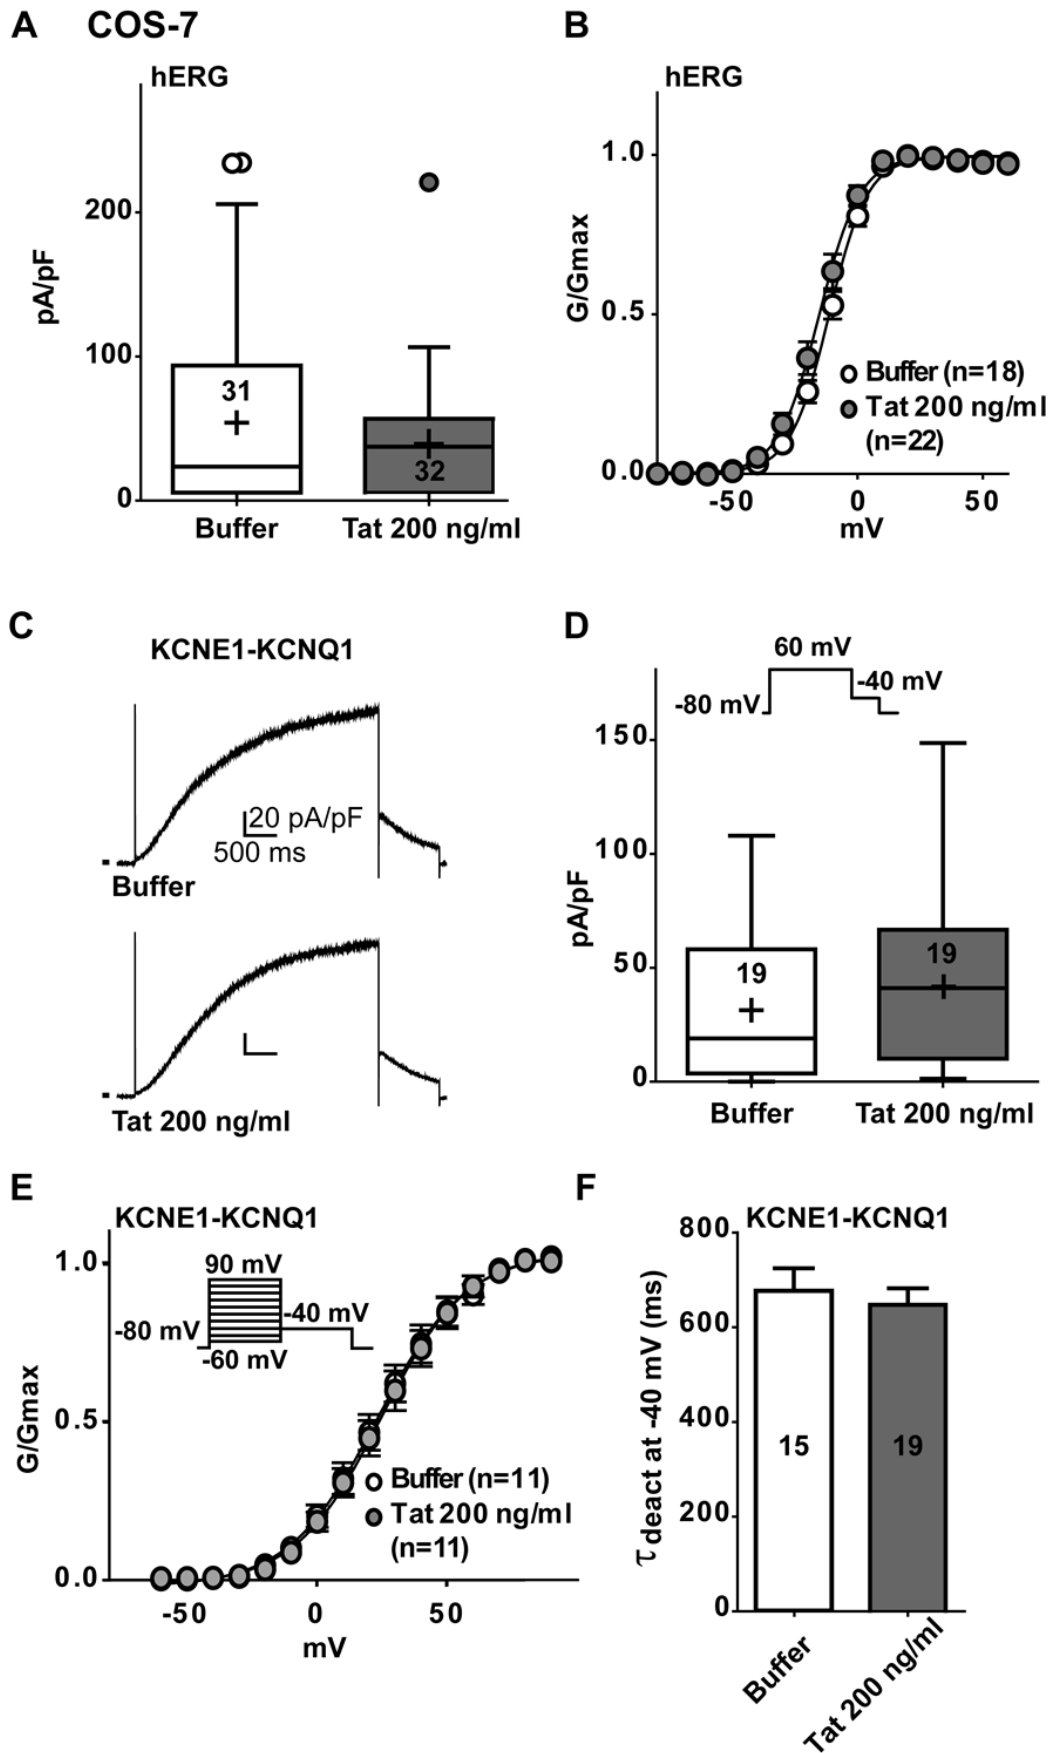 A COS-7
hERG
pA/pF
200
100
0
31
32
Buffer
Tat 200 ng/ml
B
hERG
G/Gmax
1.0
0.5
0.0
Buffer (n=18)
Tat 200 ng/ml
(n=22)
-50
0
50
mV
C
KCNE1-KCNQ1
20 pA/pF
500 ms
Buffer
Tat 200 ng/ml
D
60 mV
-40 mV
-80 mV
pA/pF
150
100
50
0
19
19
Buffer
Tat 200 ng/ml
E
KCNE1-KCNQ1
G/Gmax
1.0
0.5
0.0
90 mV
-40 mV
-80 mV
-60 mV
Buffer (n=11)
Tat 200 ng/ml
(n=11)
-50
0
50
mV
F
KCNE1-KCNQ1
τ deact at -40 mV (ms)
800
600
400
200
0
15
19
Buffer
Tat 200 ng/ml